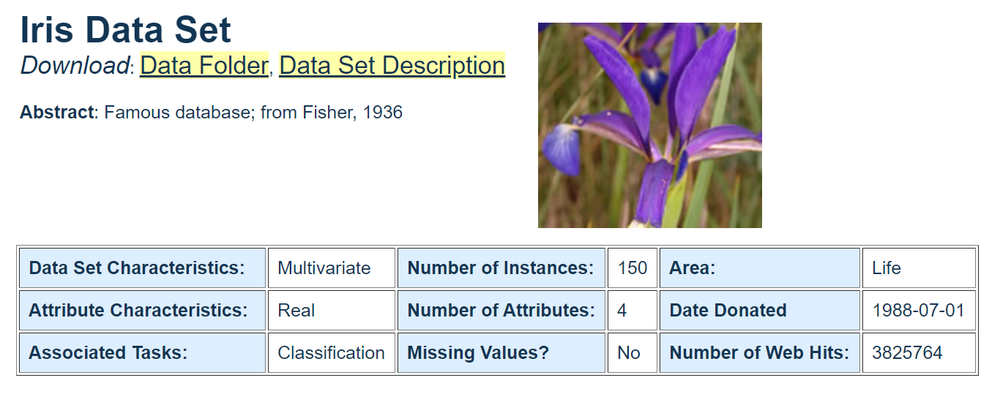 Iris Data Set
Download: Data Folder, Data Set Description
Abstract: Famous database; from Fisher, 1936
Data Set Characteristics: Multivariate Number of Instances: 150 Area: Life
Attribute Characteristics: Real Number of Attributes: 4 Date Donated 1988-07-01
Associated Tasks: Classification Missing Values? No Number of Web Hits: 3825764